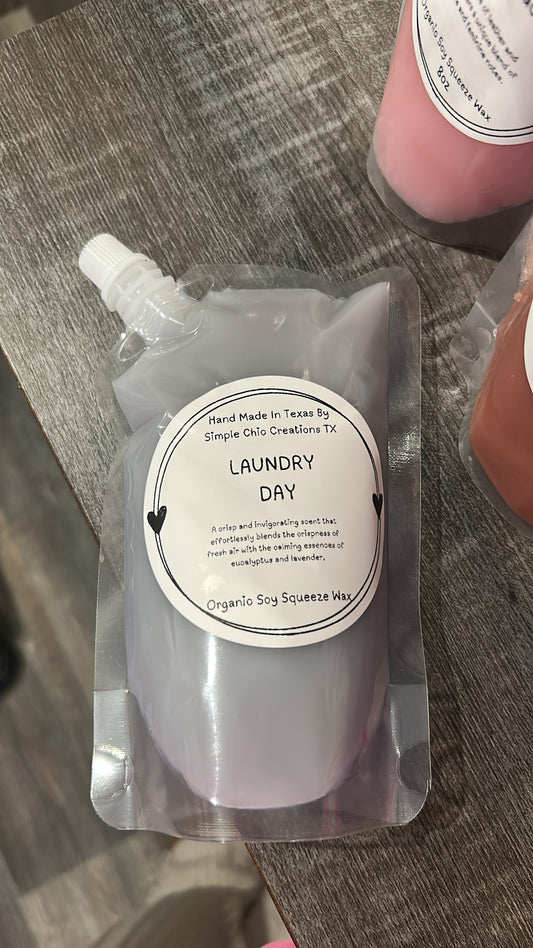 Hand Made In Texas By
Simple Chic Creations TX
LAUNDRY
DAY
A crisp and invigorating scent that
effortlessly blends the crispness of
fresh air with the calming essences of
eucalyptus and lavender.
Organic Soy Squeeze Wax
blend of
Organic Soy Squeeze Wax
8oz